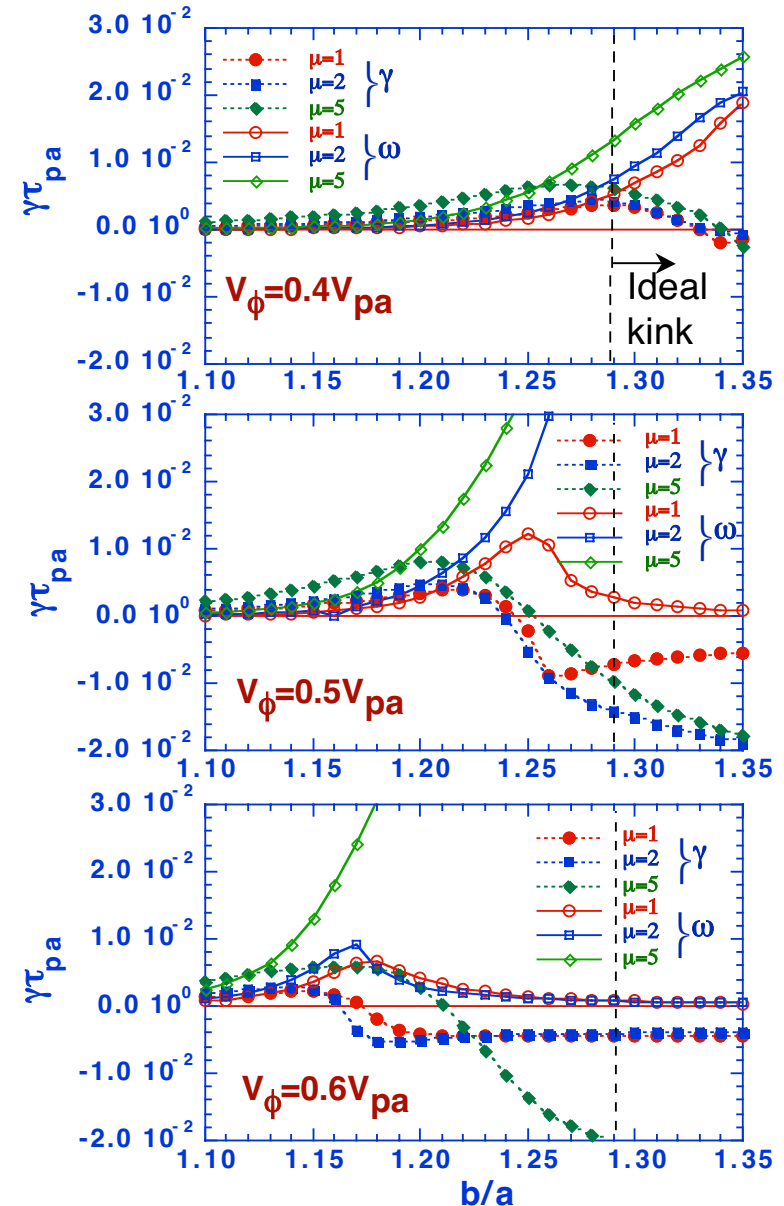 3.0 10⁻²
2.0 10⁻²
1.0 10⁻²
0.0 10⁰
-1.0 10⁻²
-2.0 10⁻²
γτpa
μ=1
μ=2 } γ
μ=5
μ=1
μ=2 } ω
μ=5
Vϕ=0.4Vpa
Ideal
kink
1.10 1.15 1.20 1.25 1.30 1.35
3.0 10⁻²
2.0 10⁻²
1.0 10⁻²
0.0 10⁰
-1.0 10⁻²
-2.0 10⁻²
γτpa
μ=1
μ=2 } γ
μ=5
μ=1
μ=2 } ω
μ=5
Vϕ=0.5Vpa
1.10 1.15 1.20 1.25 1.30 1.35
3.0 10⁻²
2.0 10⁻²
1.0 10⁻²
0.0 10⁰
-1.0 10⁻²
-2.0 10⁻²
γτpa
μ=1
μ=2 } γ
μ=5
μ=1
μ=2 } ω
μ=5
Vϕ=0.6Vpa
1.10 1.15 1.20 1.25 1.30 1.35
b/a